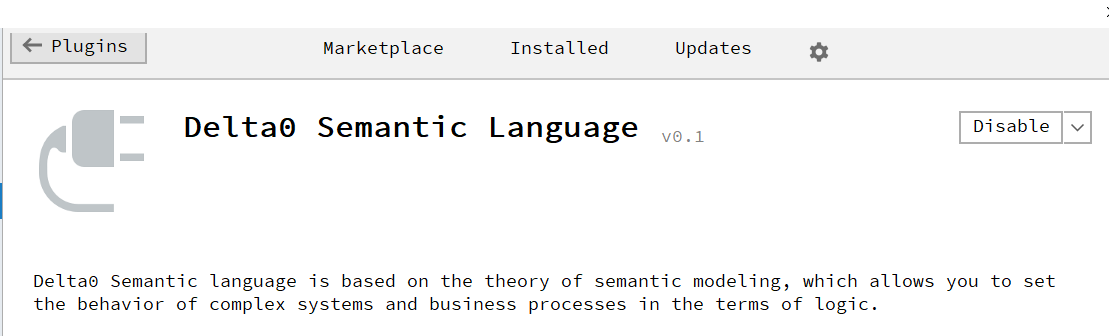 Plugins
Marketplace
Installed
Updates
Delta0 Semantic Language v0.1
Disable
Delta0 Semantic language is based on the theory of semantic modeling, which allows you to set
the behavior of complex systems and business processes in the terms of logic.